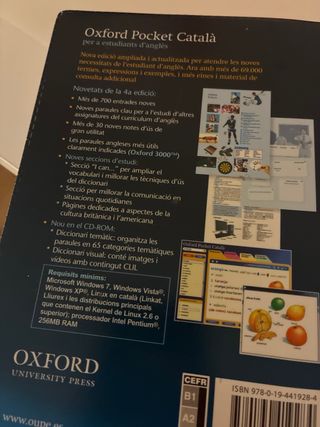 Oxford Pocket Català
per a estudiants d'anglès
Nova edició ampliada i actualitzada per atendre les noves
necesitats de l'estudiant d'anglès. Ara amb més de 69.000
termes, expressions i exemples, i més eines i material de
consulta addicional
Novetats de la 4a edició:
• Més de 700 entrades noves
• Noves paraules clau per a l'estudi d'altres
assignatures del currículum d'anglès
• Més de 30 noves notes d'ús de
gran utilitat
• Les paraules angleses més útils
clarament indicades (Oxford 3000™)
• Noves seccions d'estudi:
• Secció "I can..." per ampliar el
vocabulari i millorar les tècniques d'ús
del diccionari
• Secció per millorar la comunicació en
situacions quotidianes
• Pàgines dedicades a aspectes de la
cultura britànica i americana
• Nou en el CD-ROM:
• Diccionari temàtic: organitza les
paraules en 65 categories temàtiques
• Diccionari visual: conté imatges i
vídeos amb contingut CLIL
Requisits mínims:
Microsoft Windows 7, Windows Vista®,
Windows XP®, Linux en català (Linkat,
Lliurex i les distribucions principals
que contenen el Kernel de Linux 2.6 o
superior); processador Intel Pentium®,
256MB RAM
Oxford Pocket Català
OXFORD
UNIVERSITY PRESS
CEFR
B1
A2
ISBN 978-0-19-441928-4